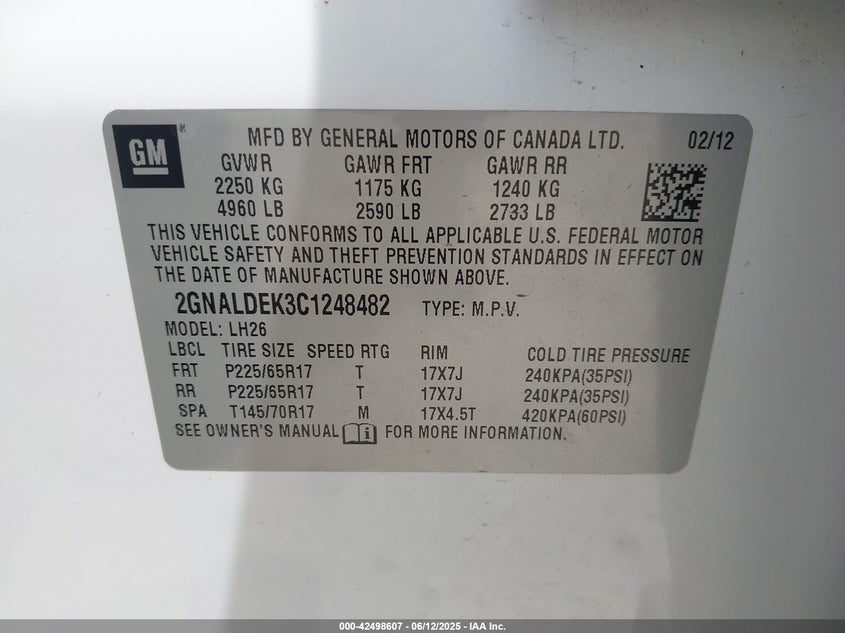 GM®
MFD BY GENERAL MOTORS OF CANADA LTD. 02/12
GVWR GAWR FRT GAWR RR
2250 KG 1175 KG 1240 KG
4960 LB 2590 LB 2733 LB
THIS VEHICLE CONFORMS TO ALL APPLICABLE U.S. FEDERAL MOTOR
VEHICLE SAFETY AND THEFT PREVENTION STANDARDS IN EFFECT ON
THE DATE OF MANUFACTURE SHOWN ABOVE.
2GNALDEK3C1248482 TYPE: M.P.V.
MODEL: LH26
LBCL TIRE SIZE SPEED RTG RIM COLD TIRE PRESSURE
FRT P225/65R17 T 17X7J 240KPA(35PSI)
RR P225/65R17 T 17X7J 240KPA(35PSI)
SPA T145/70R17 M 17X4.5T 420KPA(60PSI)
SEE OWNER'S MANUAL i FOR MORE INFORMATION.
000-42498607 - 06/12/2025 - IAA Inc.